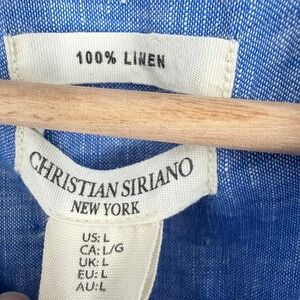 100% LINEN
CHRISTIAN SIRIANO
NEW YORK
US: L
CA: L/G
UK: L
EU: L
AU: L